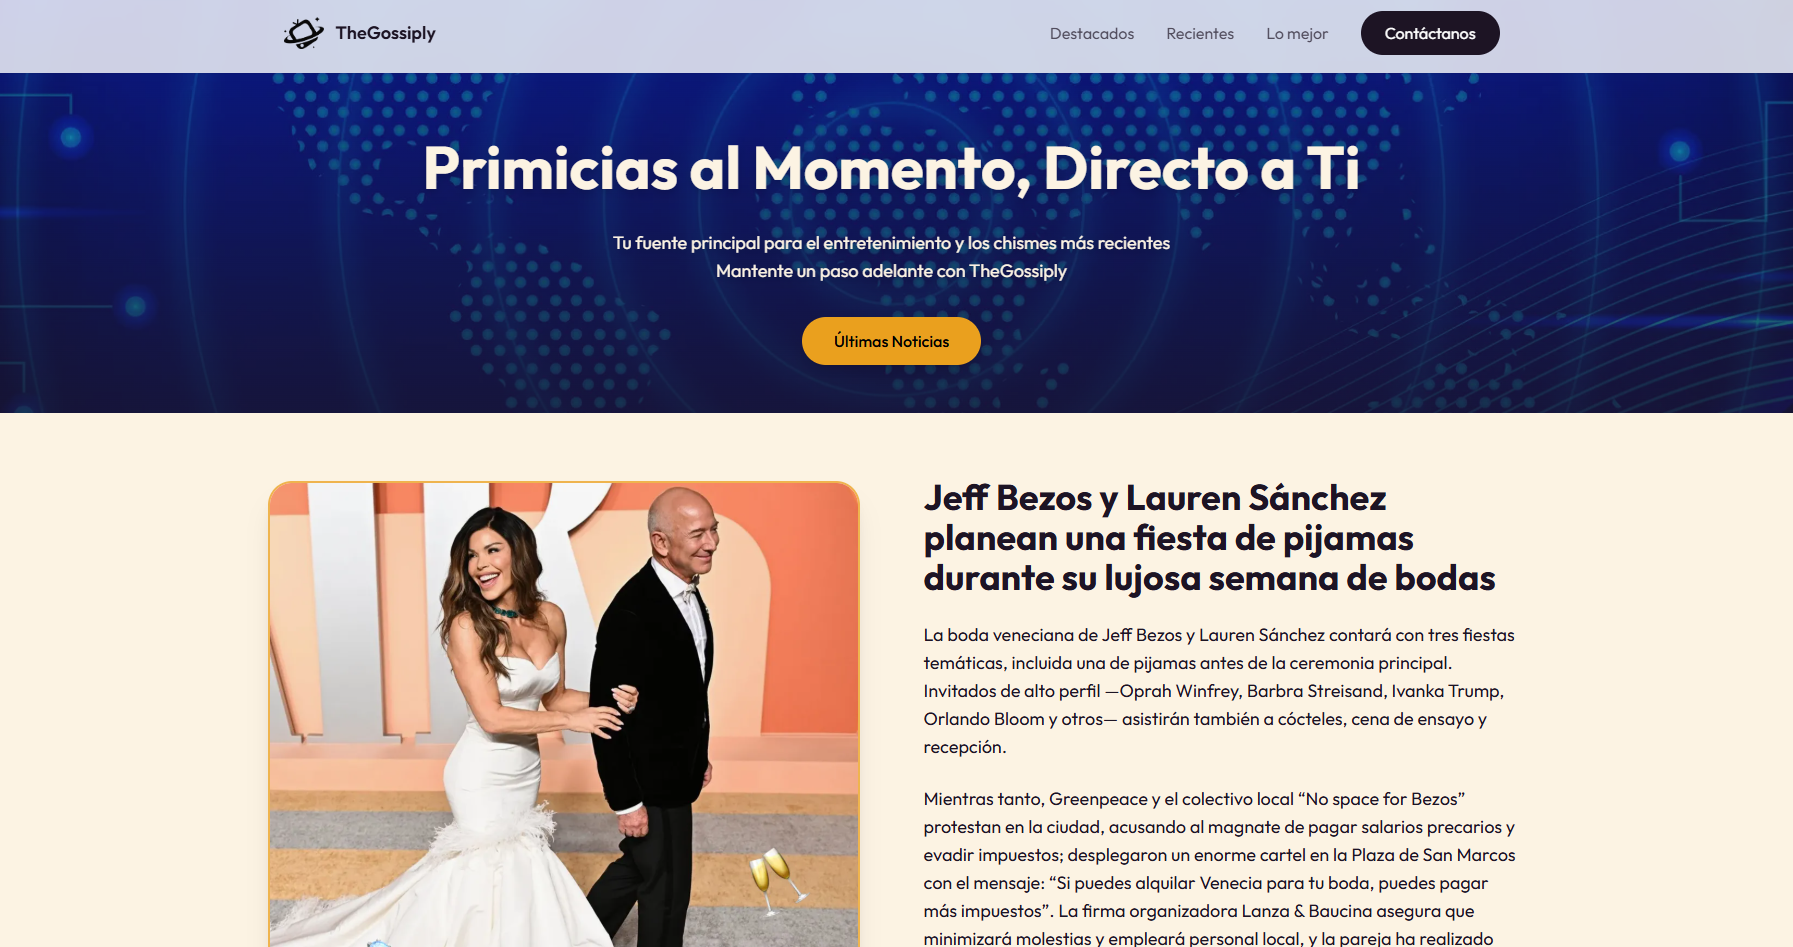 TheGossiply
Destacados
Recientes
Lo mejor
Contáctanos
Primicias al Momento, Directo a Ti
Tu fuente principal para el entretenimiento y los chismes más recientes
Mantente un paso adelante con TheGossiply
Últimas Noticias
Jeff Bezos y Lauren Sánchez
planean una fiesta de pijamas
durante su lujosa semana de bodas
La boda veneciana de Jeff Bezos y Lauren Sánchez contará con tres fiestas
temáticas, incluida una de pijamas antes de la ceremonia principal.
Invitados de alto perfil —Oprah Winfrey, Barbra Streisand, Ivanka Trump,
Orlando Bloom y otros— asistirán también a cócteles, cena de ensayo y
recepción.
Mientras tanto, Greenpeace y el colectivo local “No space for Bezos”
protestan en la ciudad, acusando al magnate de pagar salarios precarios y
evadir impuestos; desplegaron un enorme cartel en la Plaza de San Marcos
con el mensaje: “Si puedes alquilar Venecia para tu boda, puedes pagar
más impuestos”. La firma organizadora Lanza & Baucina asegura que
minimizará molestias y empleará personal local, y la pareja ha realizado